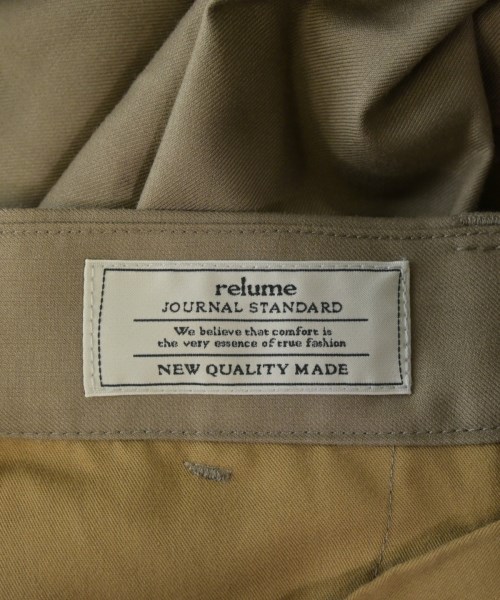 relume
JOURNAL STANDARD
We believe that comfort is
the very essence of true fashion
NEW QUALITY MADE